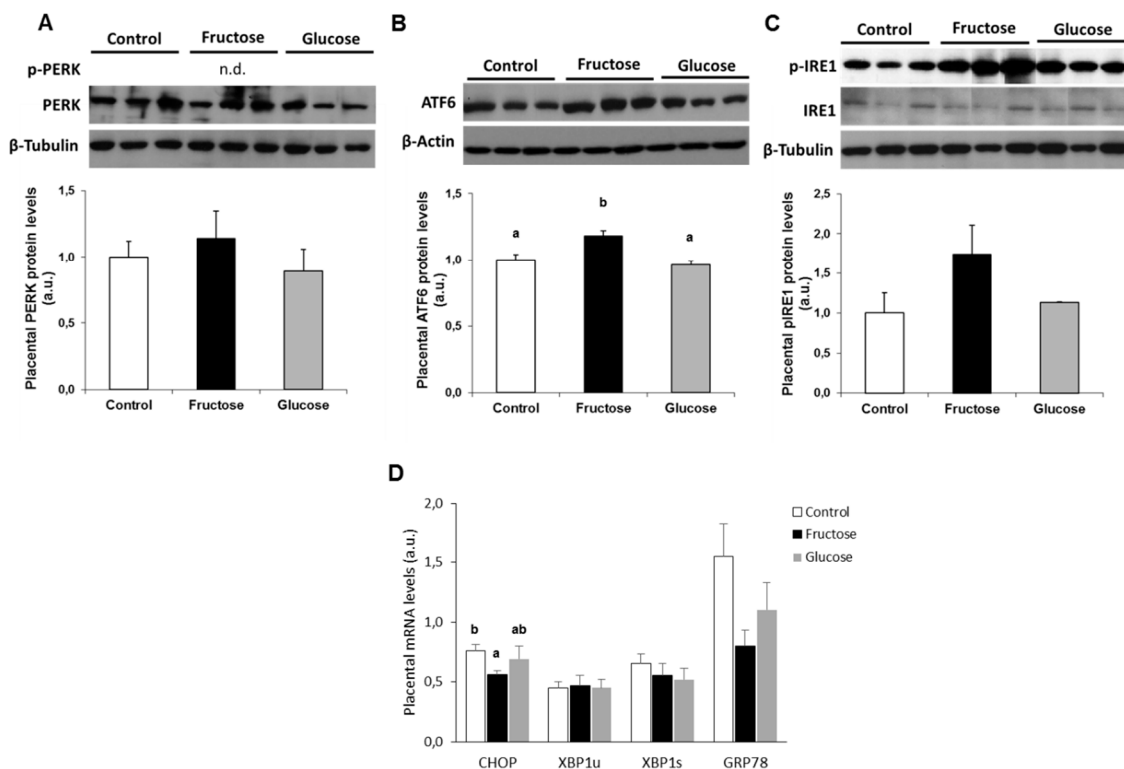 A
Control Fructose Glucose
p-PERK n.d.
PERK
β-Tubulin
Placental PERK protein levels
(a.u.)
1,5
1,0
0,5
0,0
Control Fructose Glucose
B
Control Fructose Glucose
ATF6
β-Actin
Placental ATF6 protein levels
(a.u.)
1,5
1,0
0,5
0,0
a b a
Control Fructose Glucose
C
Control Fructose Glucose
p-IRE1
IRE1
β-Tubulin
Placental pIRE1 protein levels
(a.u.)
2,5
2,0
1,5
1,0
0,5
0,0
Control Fructose Glucose
D
Placental mRNA levels (a.u.)
2,0
1,5
1,0
0,5
0,0
b a ab
CHOP XBP1u XBP1s GRP78
Control
Fructose
Glucose